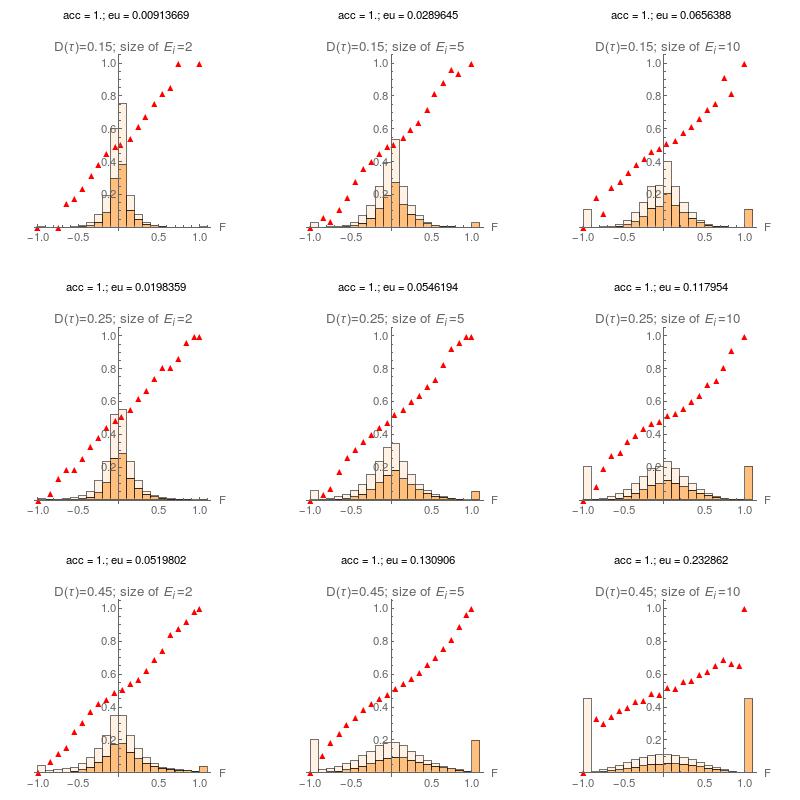 acc = 1.; eu = 0.00913669
D(τ)=0.15; size of Ei=2
1.0
0.8
0.6
0.4
0.2
−1.0 −0.5 0.5 1.0 F
acc = 1.; eu = 0.0289645
D(τ)=0.15; size of Ei=5
1.0
0.8
0.6
0.4
0.2
−1.0 −0.5 0.5 1.0 F
acc = 1.; eu = 0.0656388
D(τ)=0.15; size of Ei=10
1.0
0.8
0.6
0.4
0.2
−1.0 −0.5 0.5 1.0 F
acc = 1.; eu = 0.0198359
D(τ)=0.25; size of Ei=2
1.0
0.8
0.6
0.4
0.2
−1.0 −0.5 0.5 1.0 F
acc = 1.; eu = 0.0546194
D(τ)=0.25; size of Ei=5
1.0
0.8
0.6
0.4
0.2
−1.0 −0.5 0.5 1.0 F
acc = 1.; eu = 0.117954
D(τ)=0.25; size of Ei=10
1.0
0.8
0.6
0.4
0.2
−1.0 −0.5 0.5 1.0 F
acc = 1.; eu = 0.0519802
D(τ)=0.45; size of Ei=2
1.0
0.8
0.6
0.4
0.2
−1.0 −0.5 0.5 1.0 F
acc = 1.; eu = 0.130906
D(τ)=0.45; size of Ei=5
1.0
0.8
0.6
0.4
0.2
−1.0 −0.5 0.5 1.0 F
acc = 1.; eu = 0.232862
D(τ)=0.45; size of Ei=10
1.0
0.8
0.6
0.4
0.2
−1.0 −0.5 0.5 1.0 F